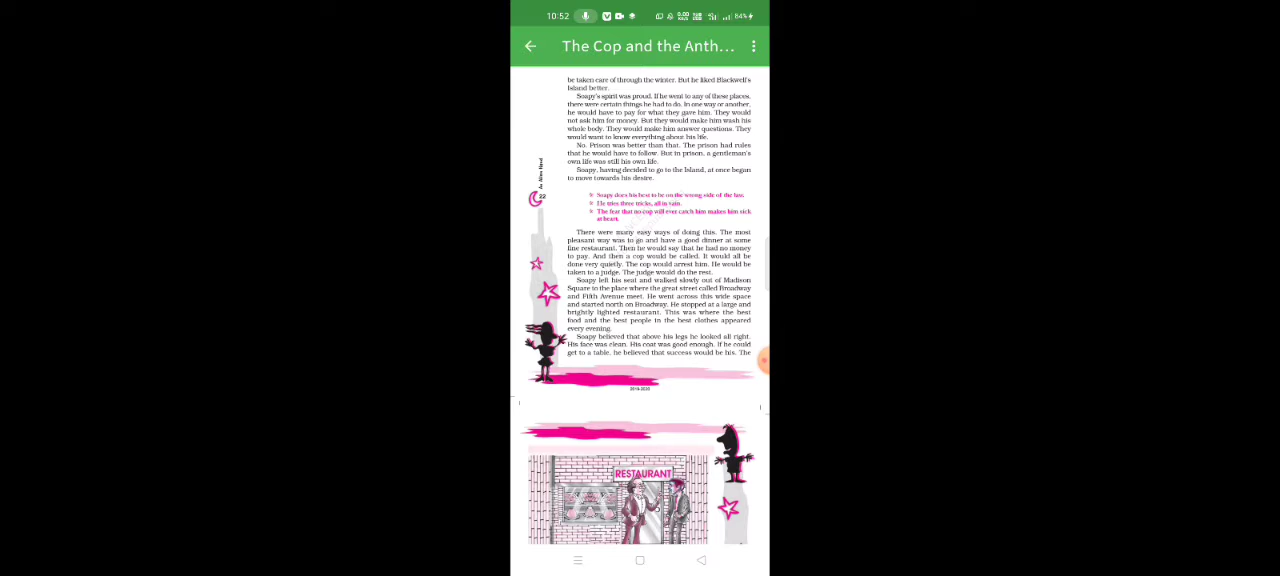 10:52
0.00
84%
The Cop and the Anth...
be taken care of through the winter. But he liked Blackwell's
Island better.
Soapy's spirit was proud. If he went to any of these places,
there were certain things he had to do. In one way or another,
he would have to pay for what they gave him. They would
not ask him for money. But they would make him wash his
whole body. They would make him answer questions. They
would want to know everything about his life.
No. Prison was better than that. The prison had rules
that he would have to follow. But in prison, a gentleman's
own life was still his own life.
Soapy, having decided to go to the Island, at once began
to move towards his desire.
22
Soapy does his best to be on the wrong side of the law.
He tries three tricks, all in vain.
The fear that no cop will ever catch him makes him sick
at heart.
There were many easy ways of doing this. The most
pleasant way was to go and have a good dinner at some
fine restaurant. Then he would say that he had no money
to pay. And then a cop would be called. It would all be
done very quietly. The cop would arrest him. He would be
taken to a judge. The judge would do the rest.
Soapy left his seat and walked slowly out of Madison
Square to the place where the great street called Broadway
and Fifth Avenue meet. He went across this wide space
and started north on Broadway. He stopped at a large and
brightly lighted restaurant. This was where the best
food and the best people in the best clothes appeared
every evening.
Soapy believed that above his legs he looked all right.
His face was clean. His coat was good enough. If he could
get to a table, he believed that success would be his. The
2019-2020
RESTAURANT